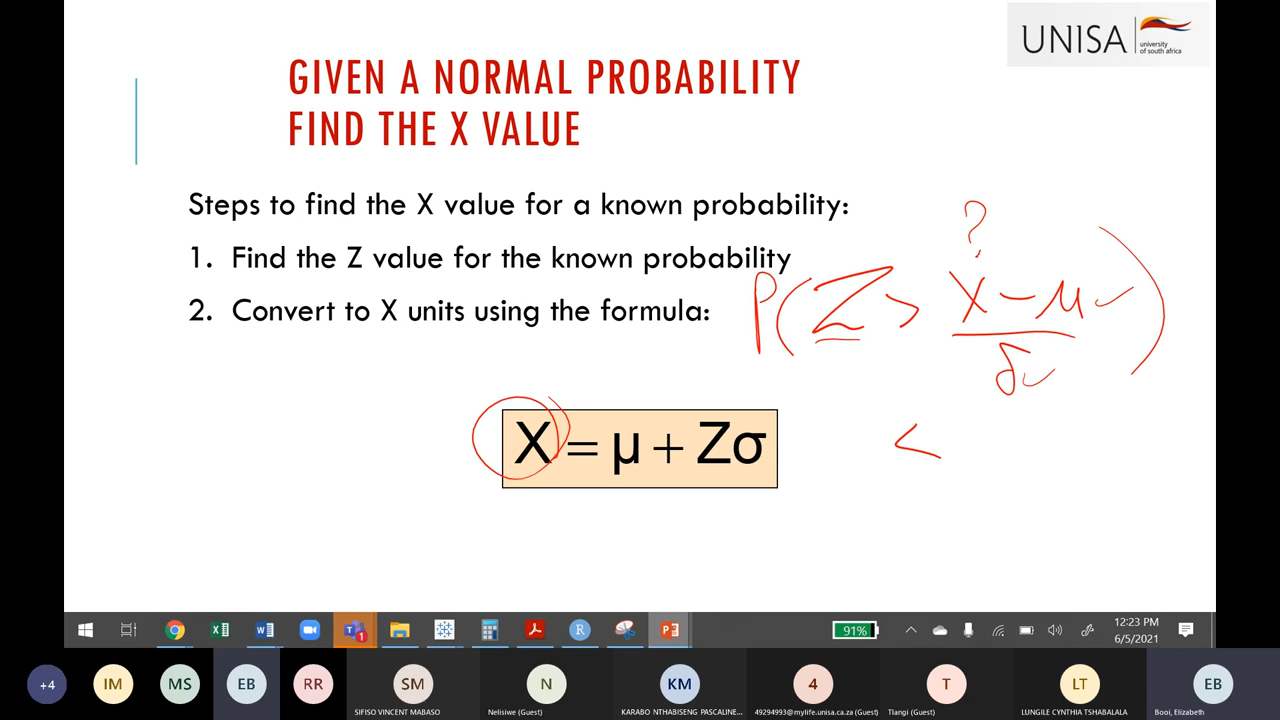 UNISA
university
of south africa
GIVEN A NORMAL PROBABILITY
FIND THE X VALUE
Steps to find the X value for a known probability:
?
1. Find the Z value for the known probability
2. Convert to X units using the formula:
P(Z > X - μ)
σ
X = μ + Zσ
<
91%
12:23 PM
6/5/2021
1
+4
IM
MS
EB
RR
SM
N
KM
4
T
LT
EB
SIFISO VINCENT MABASO
Nelisiwe (Guest)
KARABO NTHABISENG PASCALINE...
49294993@mylife.unisa.ca.za (Guest)
Tlangi (Guest)
LUNGILE CYNTHIA TSHABALALA
Booi, Elizabeth